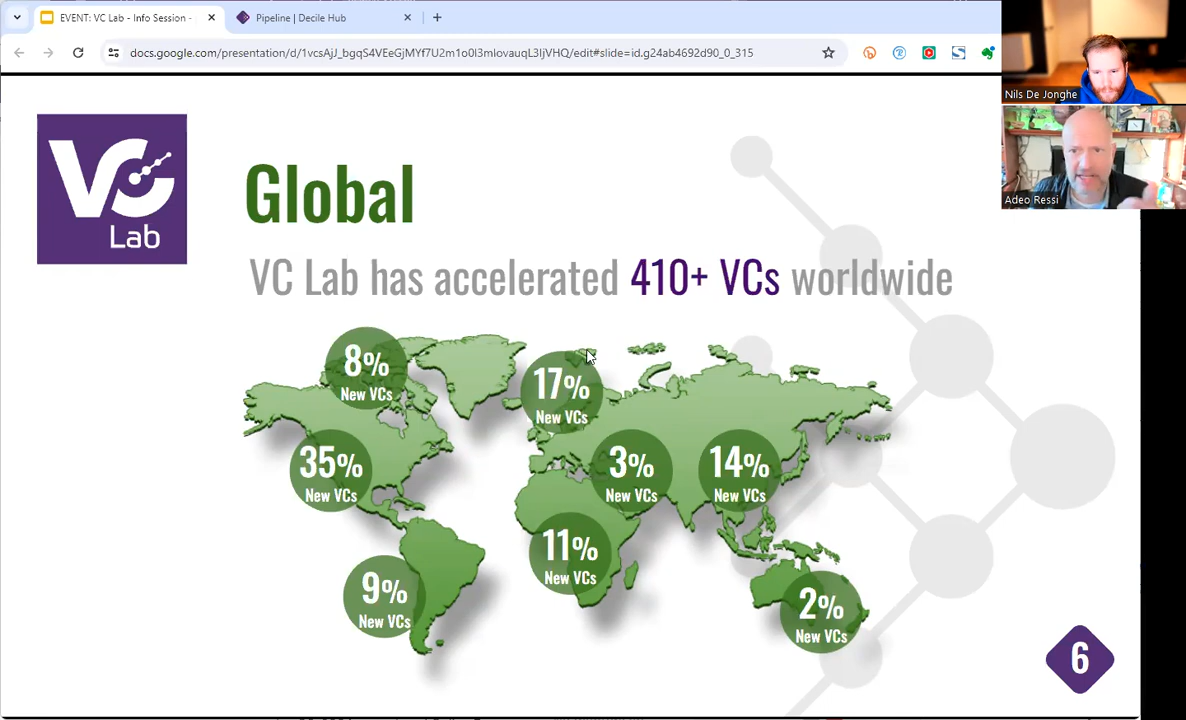 EVENT: VC Lab - Info Session -
Pipeline | Decile Hub
docs.google.com/presentation/d/1vcsAjJ_bgqS4VEeGjMYf7U2m1o0l3mlovauqL3ljVHQ/edit#slide=id.g24ab4692d90_0_315
Nils De Jonghe
Adeo Ressi
VC
Lab
Global
VC Lab has accelerated 410+ VCs worldwide
8%
New VCs
17%
New VCs
35%
New VCs
3%
New VCs
14%
New VCs
11%
New VCs
9%
New VCs
2%
New VCs
6